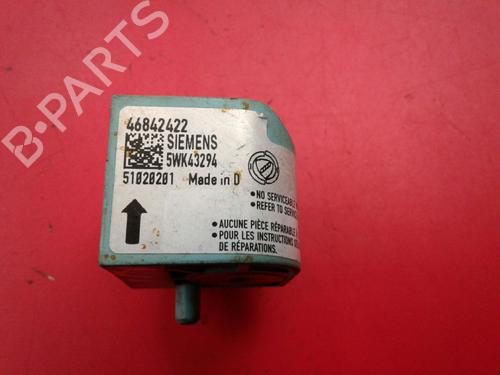 B-PARTS
46842422
SIEMENS
5WK43294
51020201 Made in D
• NO SERVICEABLE
• REFER TO
• AUCUNE PIÈCE RÉPARABLE
• POUR LES INSTRUCTIONS
DE RÉPARATIONS.